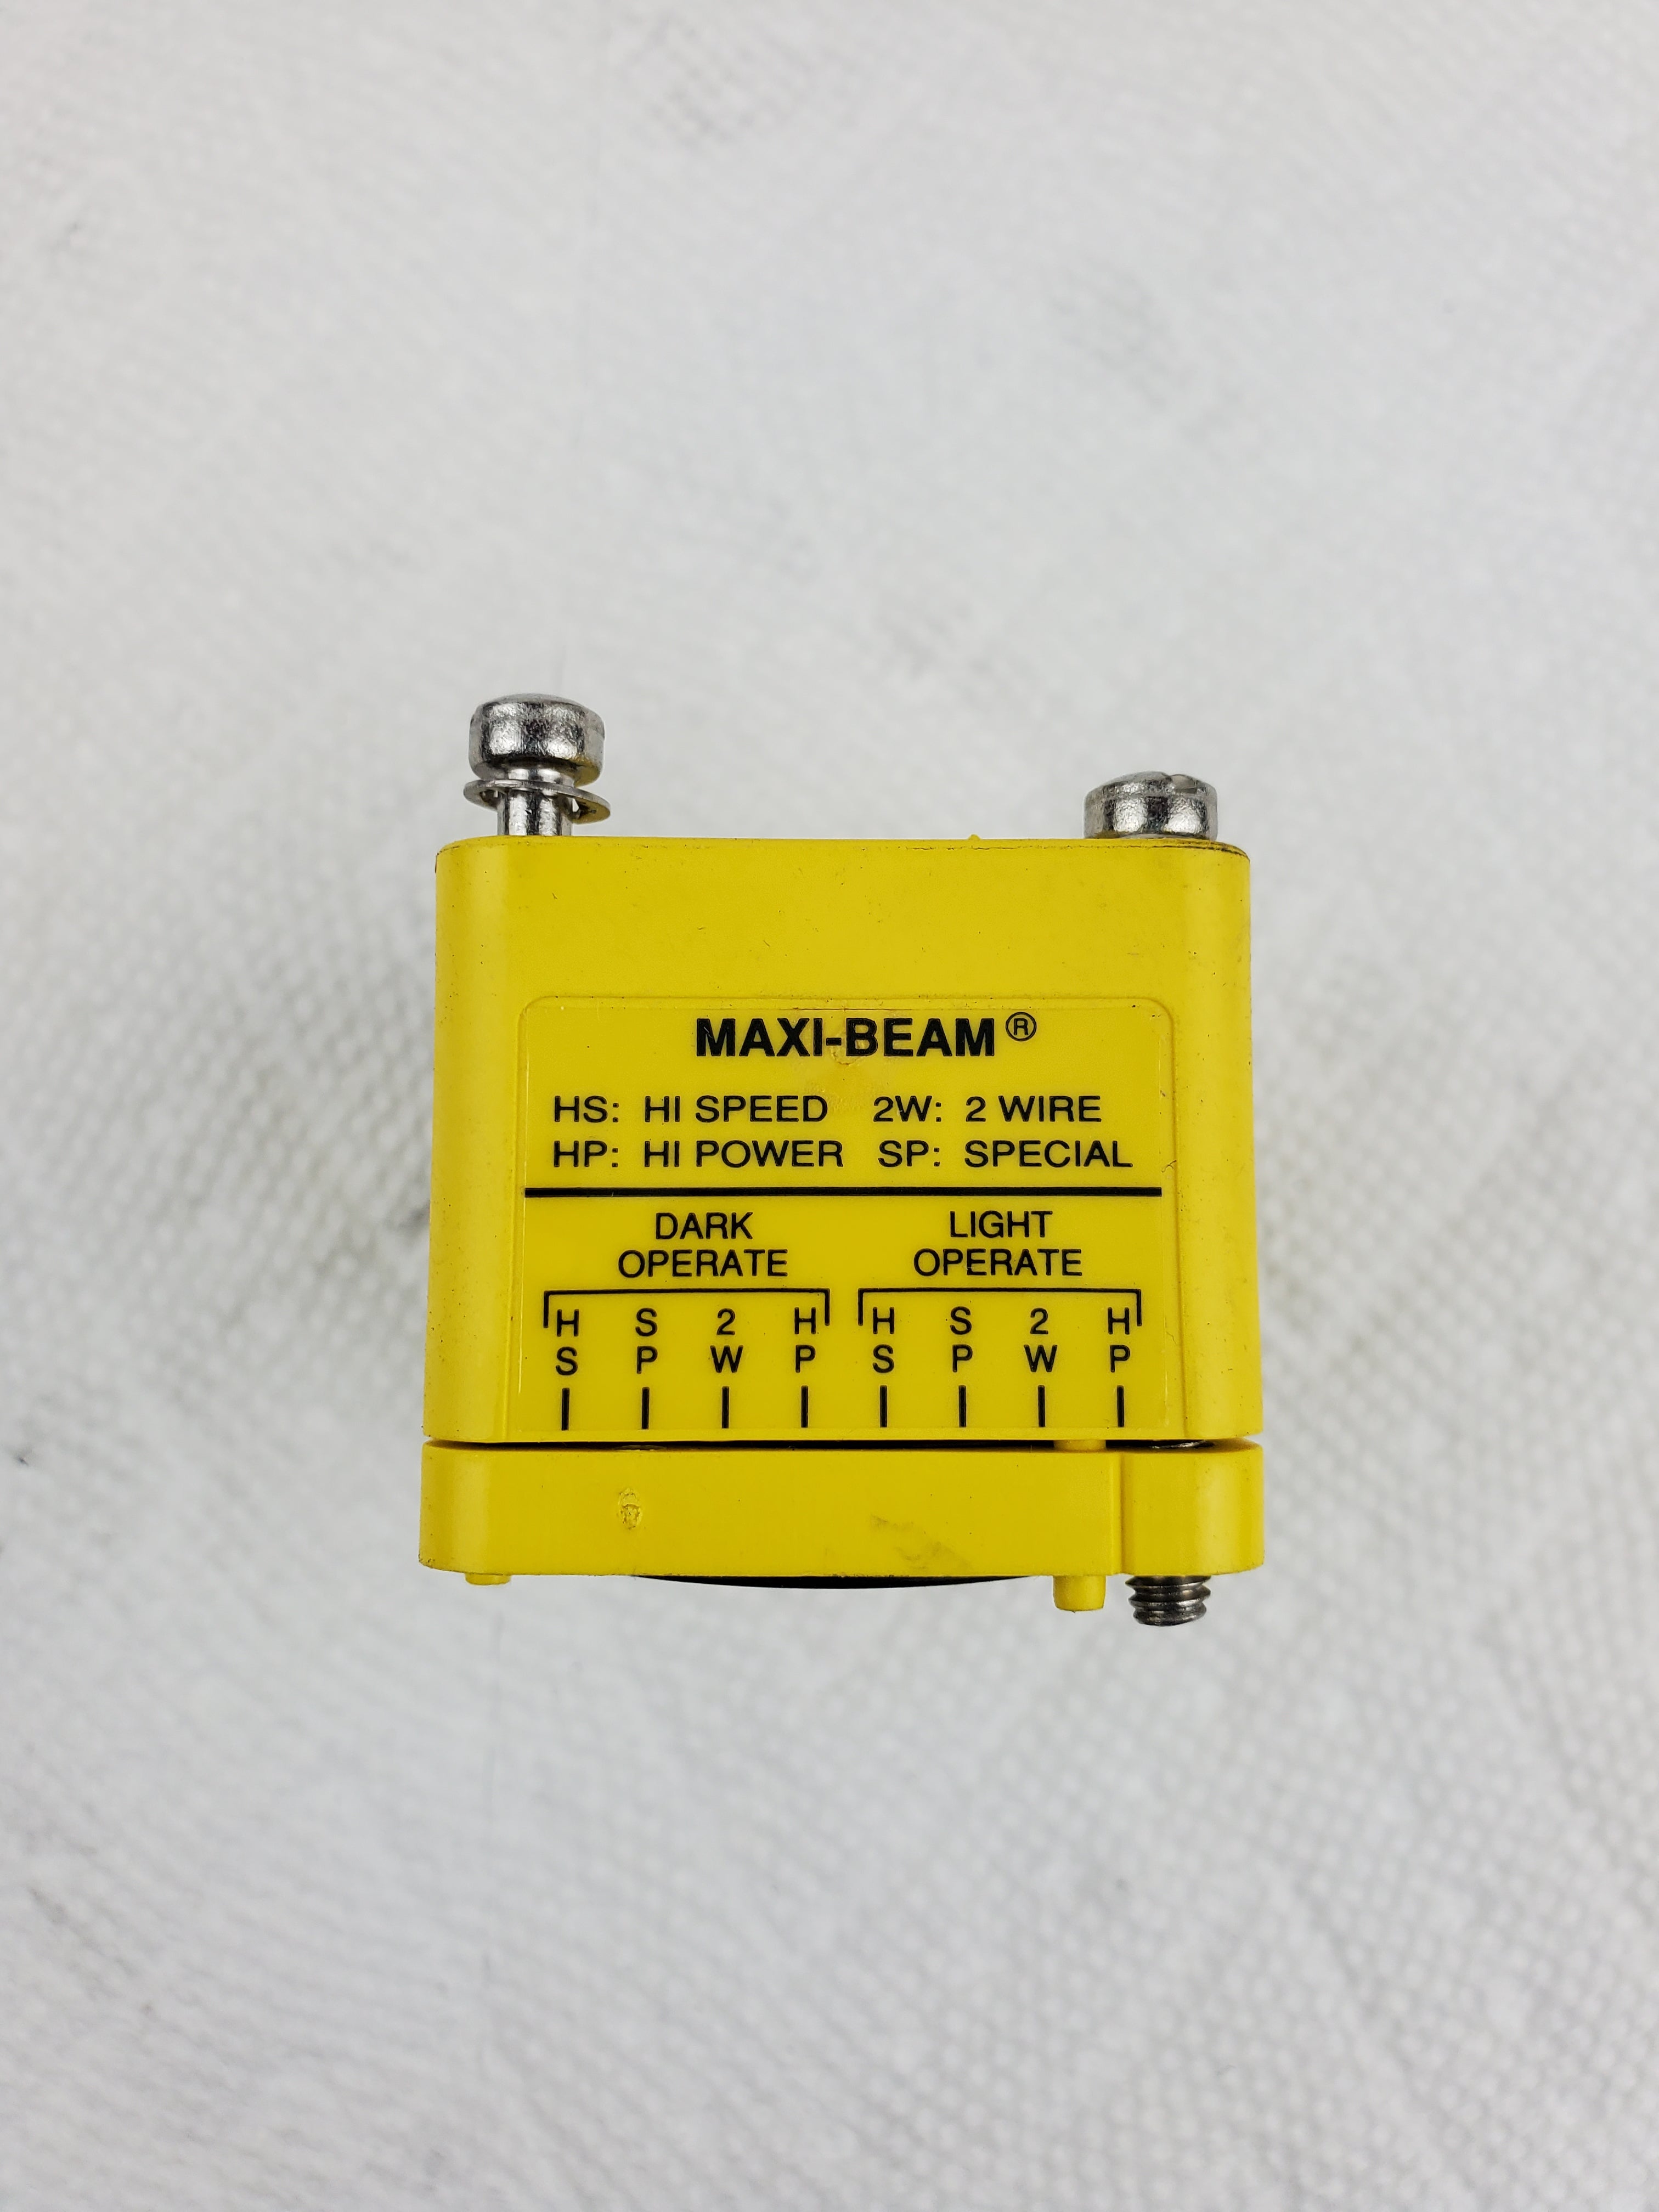 MAXI-BEAM®
HS: HI SPEED 2W: 2 WIRE
HP: HI POWER SP: SPECIAL
DARK OPERATE
LIGHT OPERATE
H S 2 H H S 2 H
S P W P S P W P